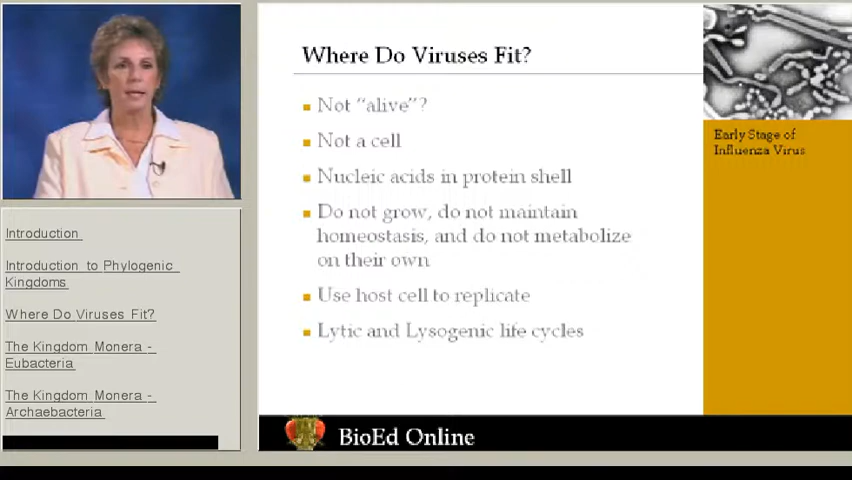 Where Do Viruses Fit?
Not “alive”?
Not a cell
Nucleic acids in protein shell
Do not grow, do not maintain
homeostasis, and do not metabolize
on their own
Use host cell to replicate
Lytic and Lysogenic life cycles
Early Stage of
Influenza Virus
Introduction
Introduction to Phylogenic
Kingdoms
Where Do Viruses Fit?
The Kingdom Monera -
Eubacteria
The Kingdom Monera -
Archaebacteria
BioEd Online